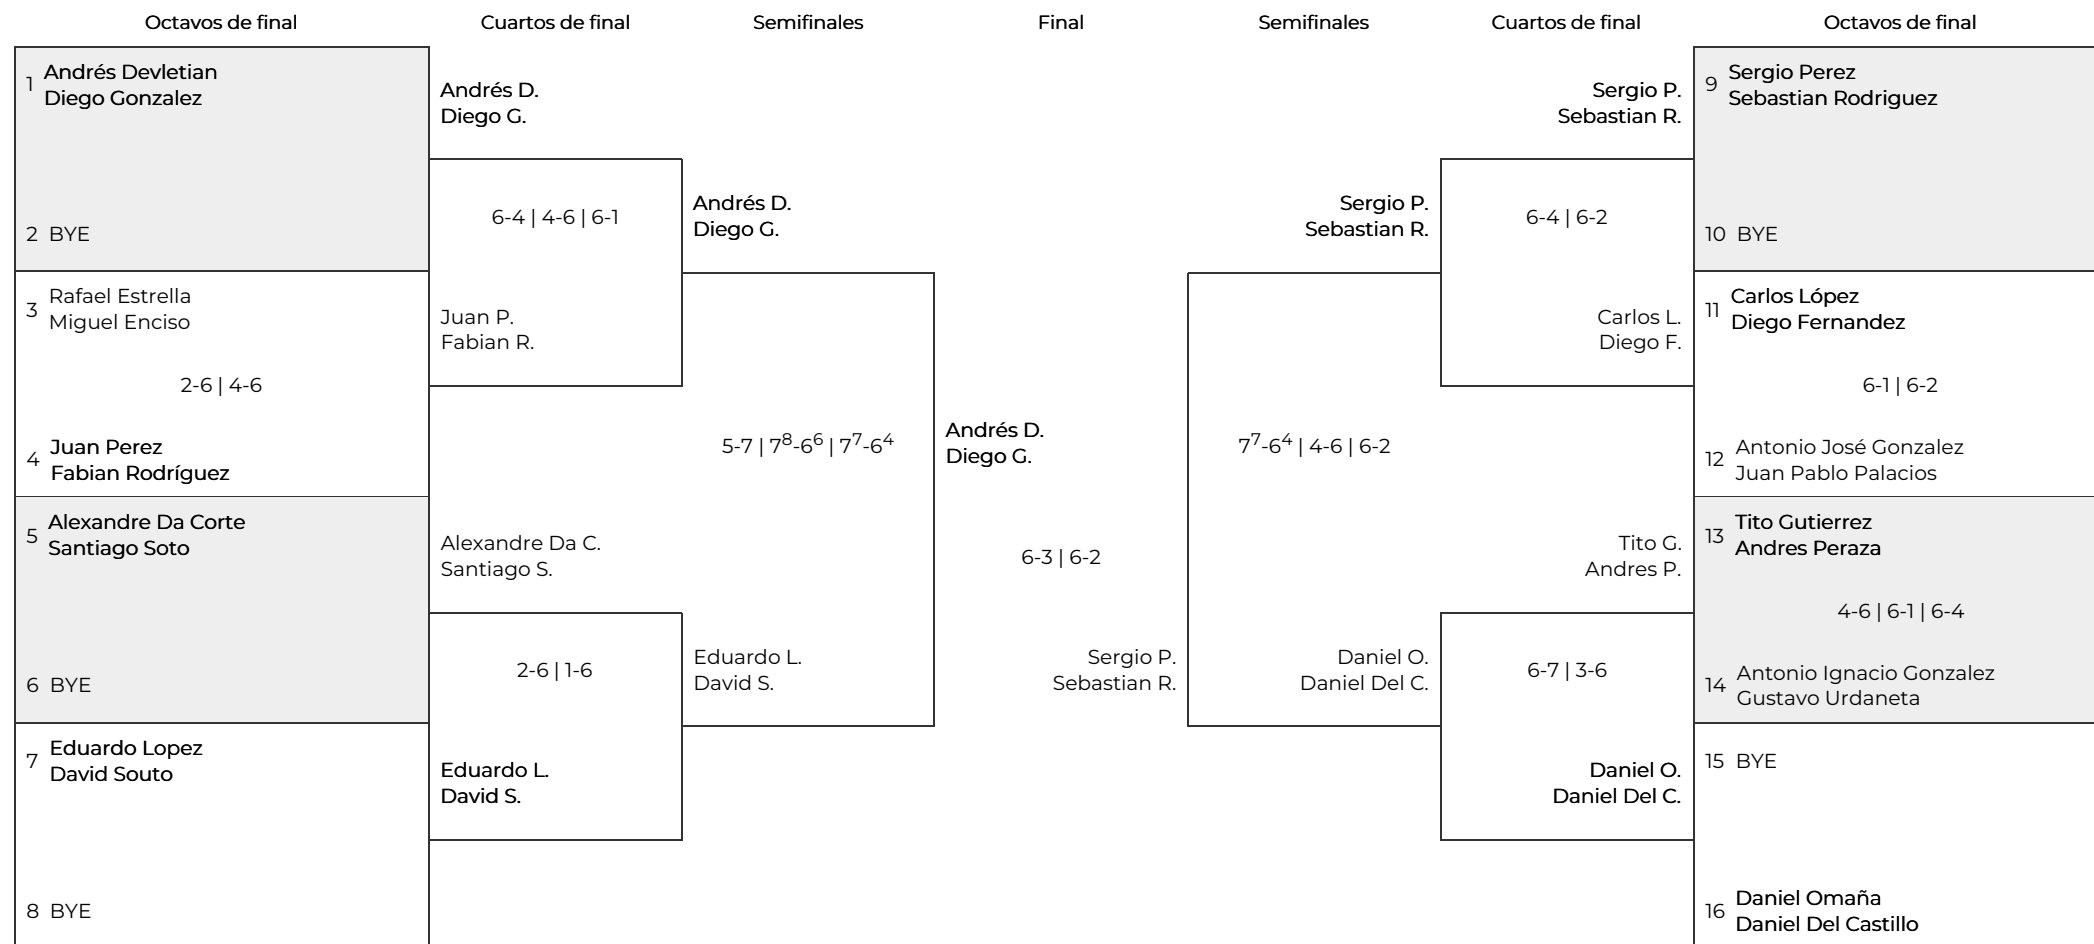 Octavos de final
Cuartos de final
Semifinales
Final
Semifinales
Cuartos de final
Octavos de final
1
Andrés Devletian
Diego Gonzalez
2 BYE
3
Rafael Estrella
Miguel Enciso
2-6 | 4-6
4
Juan Perez
Fabian Rodríguez
5
Alexandre Da Corte
Santiago Soto
6 BYE
7
Eduardo Lopez
David Souto
8 BYE
Andrés D.
Diego G.
6-4 | 4-6 | 6-1
Juan P.
Fabian R.
Alexandre Da C.
Santiago S.
2-6 | 1-6
Eduardo L.
David S.
Andrés D.
Diego G.
5-7 | 7⁸-6⁶ | 7⁷-6⁴
Eduardo L.
David S.
Andrés D.
Diego G.
6-3 | 6-2
Sergio P.
Sebastian R.
Sergio P.
Sebastian R.
7⁷-6⁴ | 4-6 | 6-2
Daniel O.
Daniel Del C.
Sergio P.
Sebastian R.
6-4 | 6-2
Carlos L.
Diego F.
Tito G.
Andres P.
6-7 | 3-6
Daniel O.
Daniel Del C.
9
Sergio Perez
Sebastian Rodriguez
10 BYE
11
Carlos López
Diego Fernandez
6-1 | 6-2
12
Antonio José Gonzalez
Juan Pablo Palacios
13
Tito Gutierrez
Andres Peraza
4-6 | 6-1 | 6-4
14
Antonio Ignacio Gonzalez
Gustavo Urdaneta
15 BYE
16
Daniel Omaña
Daniel Del Castillo